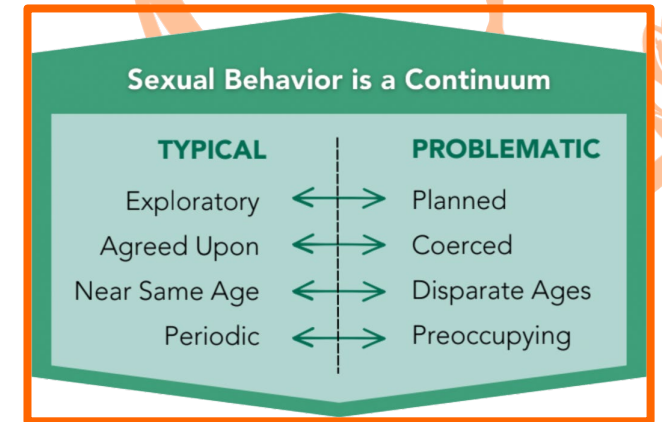 Sexual Behavior is a Continuum
TYPICAL PROBLEMATIC
Exploratory Planned
Agreed Upon Coerced
Near Same Age Disparate Ages
Periodic Preoccupying